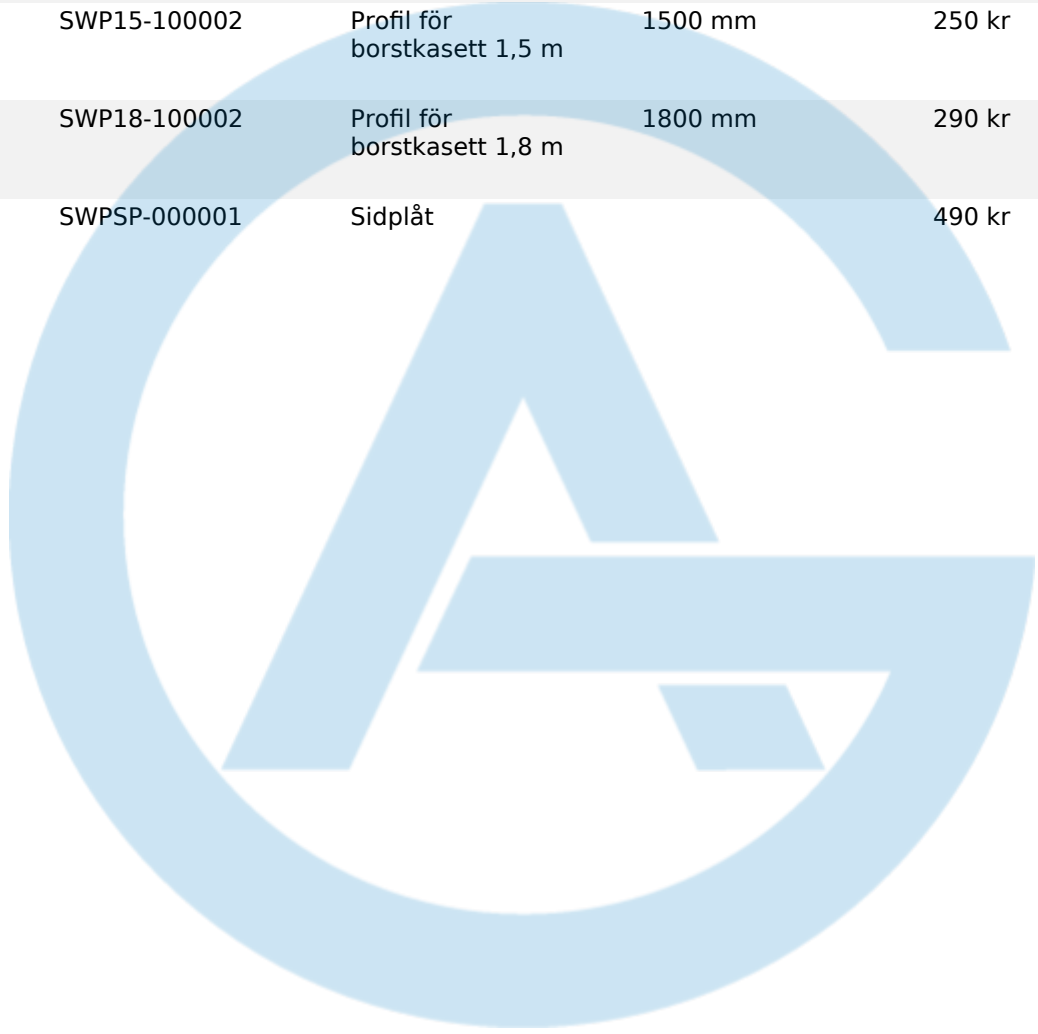 SWP15-100002 Profil för 1500 mm 250 kr
borstkasett 1,5 m
SWP18-100002 Profil för 1800 mm 290 kr
borstkasett 1,8 m
SWPSP-000001 Sidplåt 490 kr